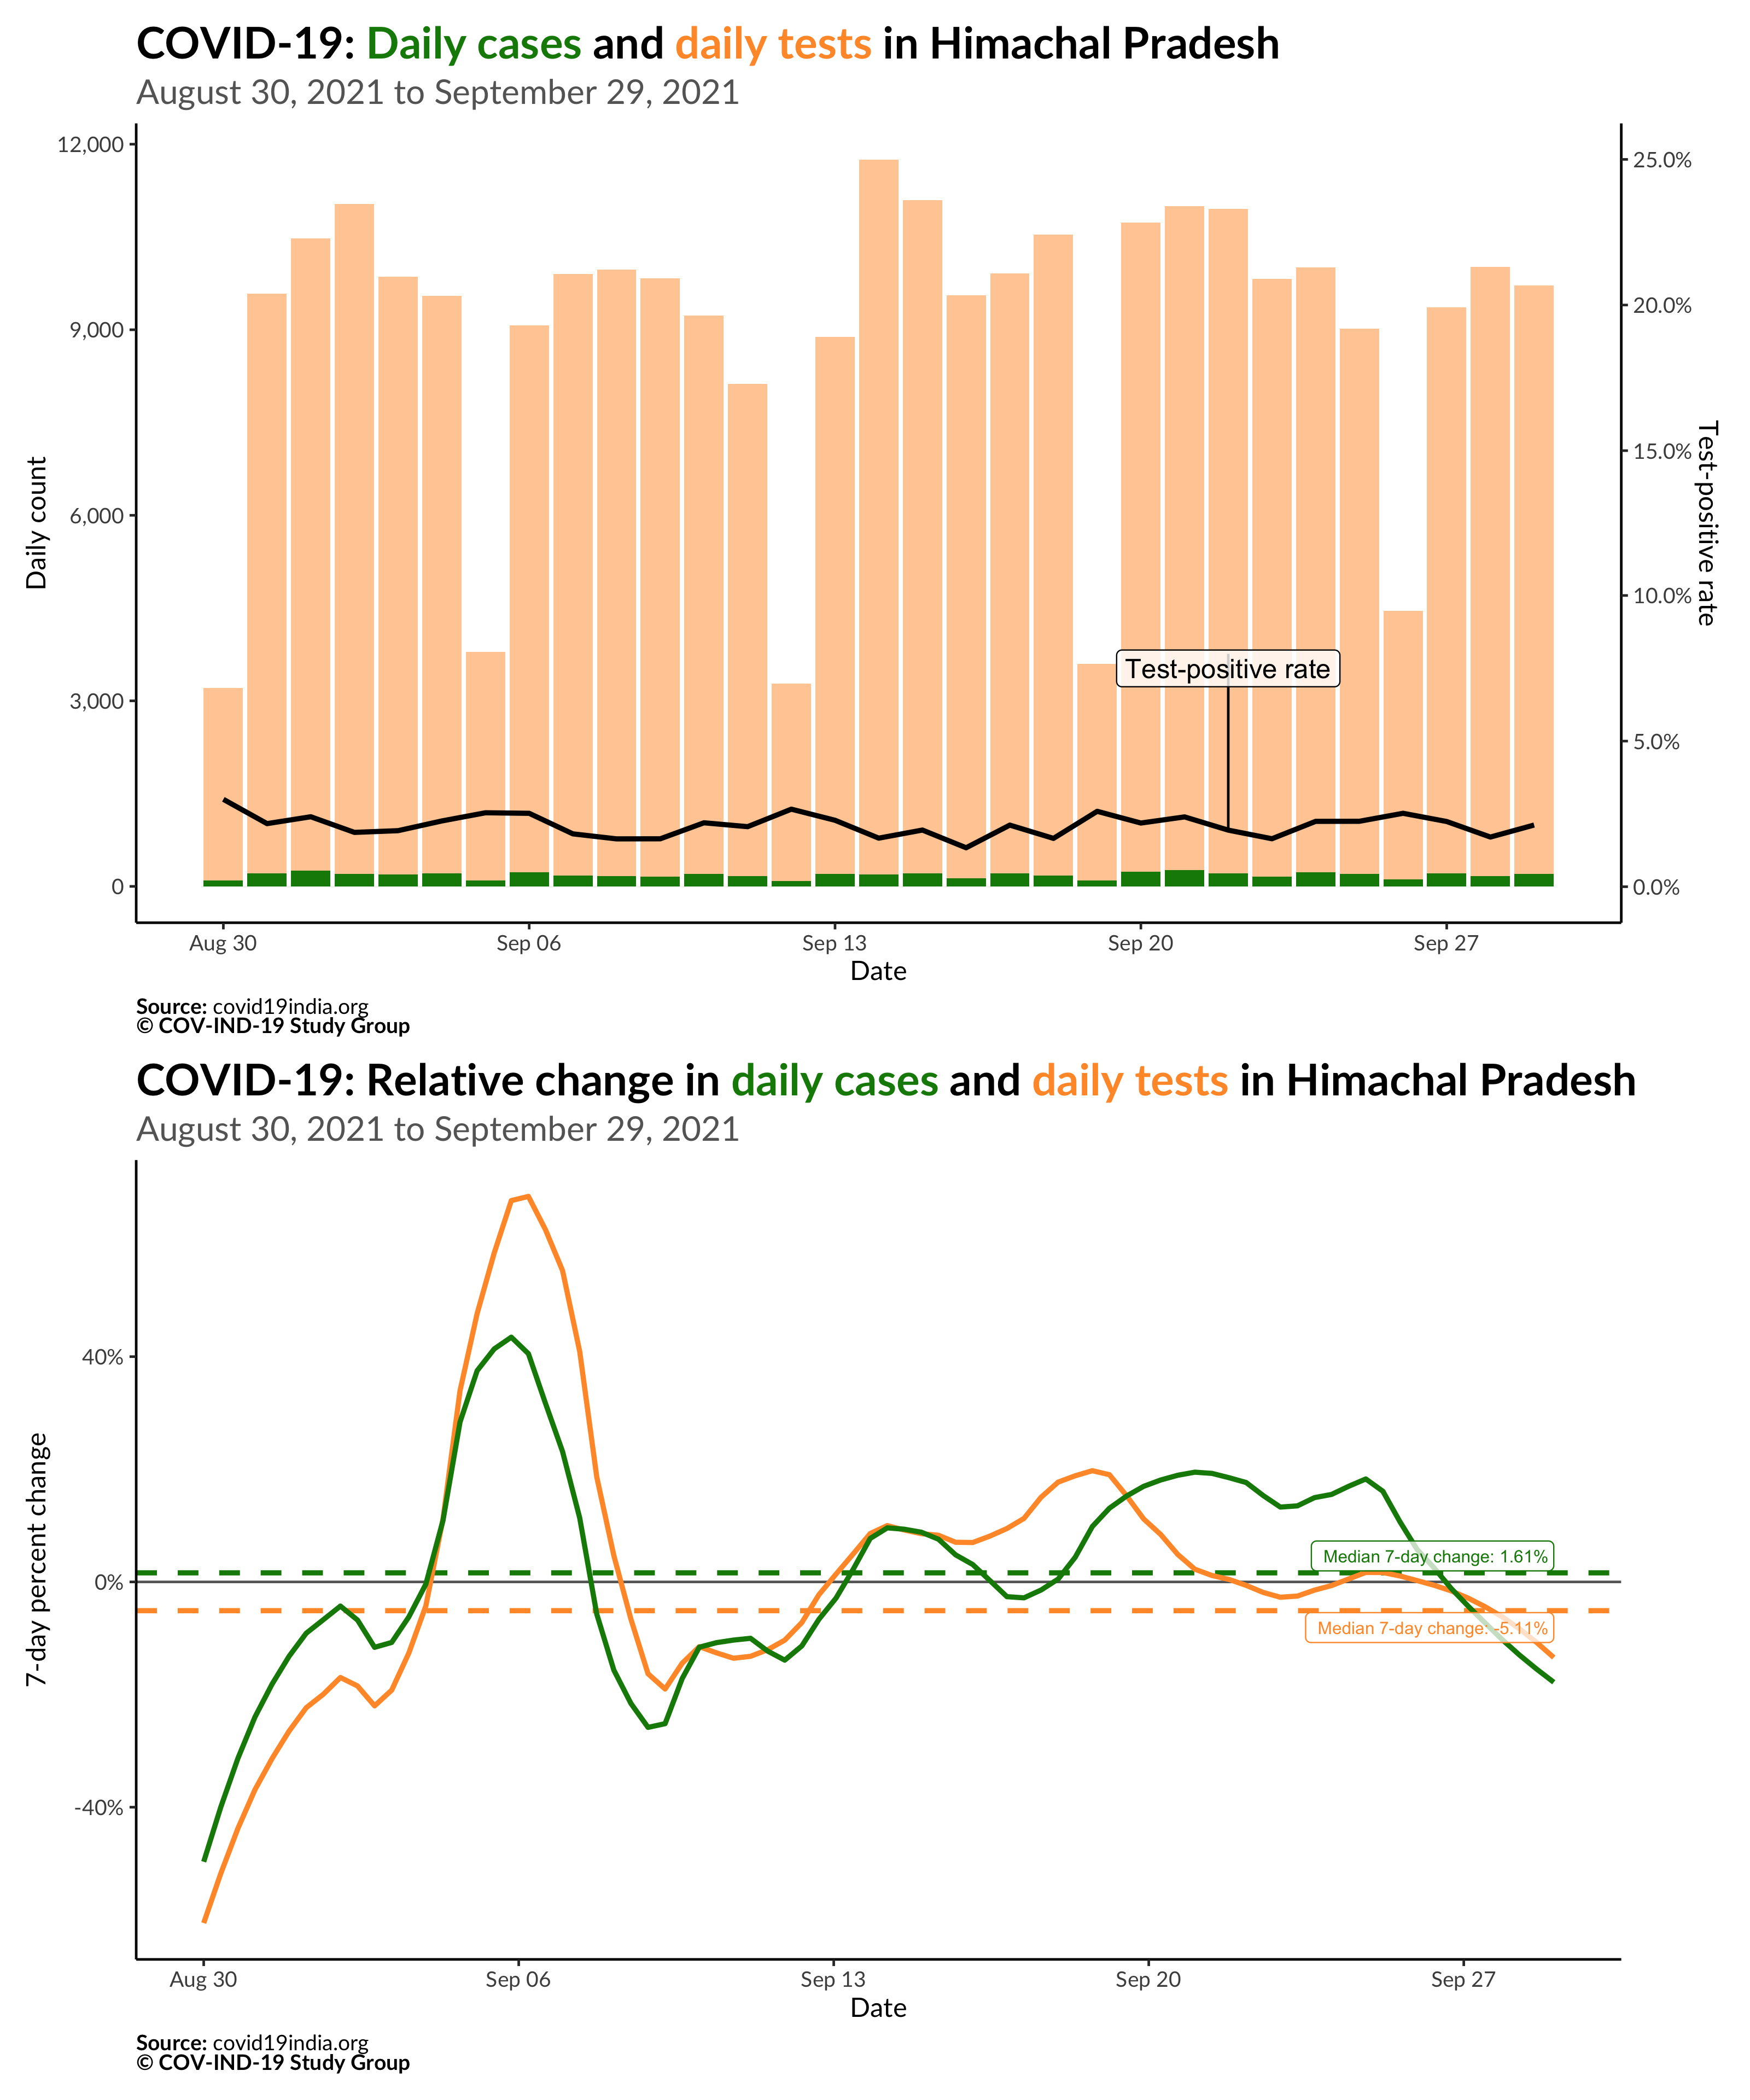 COVID-19: Daily cases and daily tests in Himachal Pradesh
August 30, 2021 to September 29, 2021
12,000
9,000
6,000
3,000
0
Daily count
25.0%
20.0%
15.0%
10.0%
5.0%
0.0%
Test-positive rate
Test-positive rate
Aug 30
Sep 06
Sep 13
Sep 20
Sep 27
Date
Source: covid19india.org
© COV-IND-19 Study Group
COVID-19: Relative change in daily cases and daily tests in Himachal Pradesh
August 30, 2021 to September 29, 2021
40%
0%
-40%
7-day percent change
Median 7-day change: 1.61%
Median 7-day change: -5.11%
Aug 30
Sep 06
Sep 13
Sep 20
Sep 27
Date
Source: covid19india.org
© COV-IND-19 Study Group